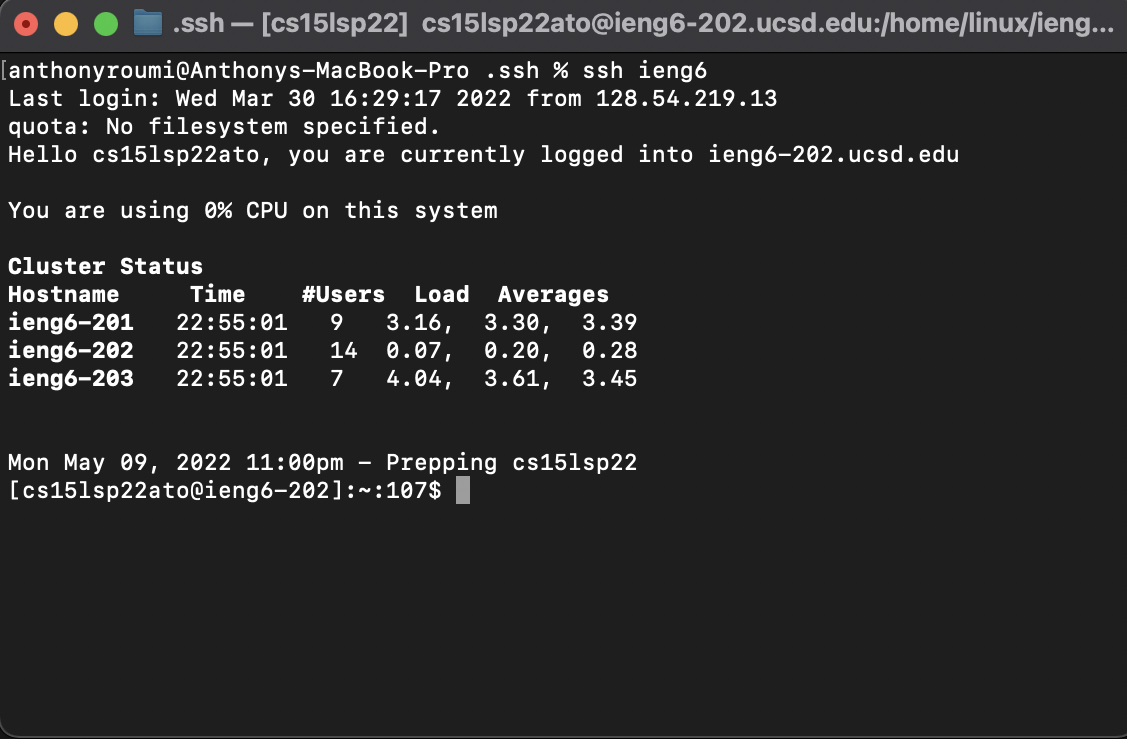 .ssh — [cs15lsp22] cs15lsp22ato@ieng6-202.ucsd.edu:/home/linux/ieng...
[anthonyroumi@Anthonys-MacBook-Pro .ssh % ssh ieng6
Last login: Wed Mar 30 16:29:17 2022 from 128.54.219.13
quota: No filesystem specified.
Hello cs15lsp22ato, you are currently logged into ieng6-202.ucsd.edu
You are using 0% CPU on this system
Cluster Status
Hostname     Time    #Users  Load  Averages
ieng6-201   22:55:01   9   3.16,  3.30,  3.39
ieng6-202   22:55:01   14  0.07,  0.20,  0.28
ieng6-203   22:55:01   7   4.04,  3.61,  3.45
Mon May 09, 2022 11:00pm - Prepping cs15lsp22
[cs15lsp22ato@ieng6-202]:~:107$